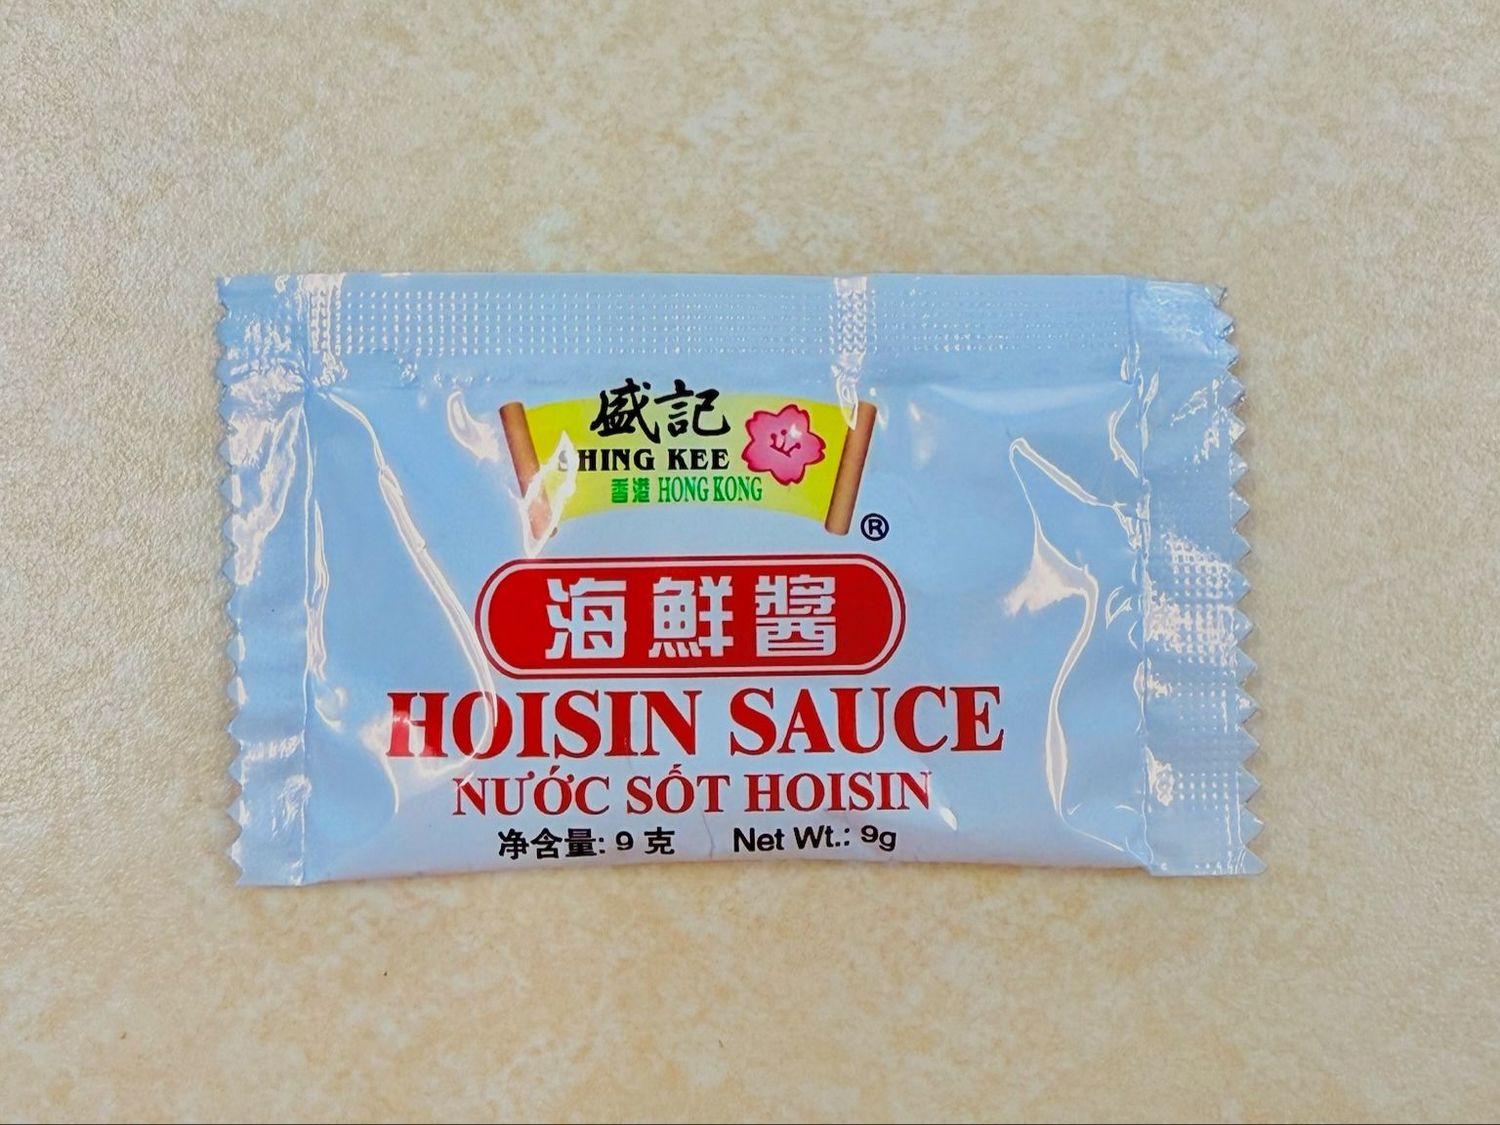 盛記
SHING KEE
香港 HONG KONG
®
海鮮醬
HOISIN SAUCE
NƯỚC SỐT HOISIN
净含量: 9 克 Net Wt.: 9g